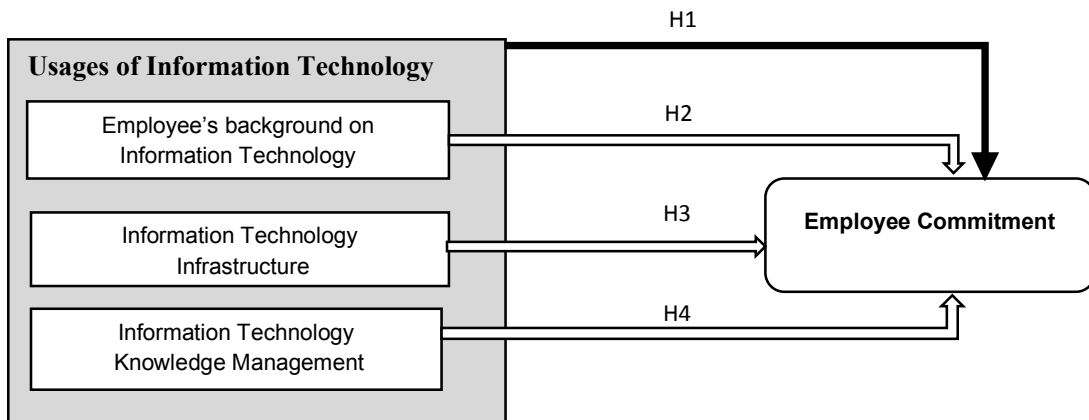 H1
Usages of Information Technology
Employee’s background on
Information Technology
H2
Information Technology
Infrastructure
H3
Employee Commitment
Information Technology
Knowledge Management
H4